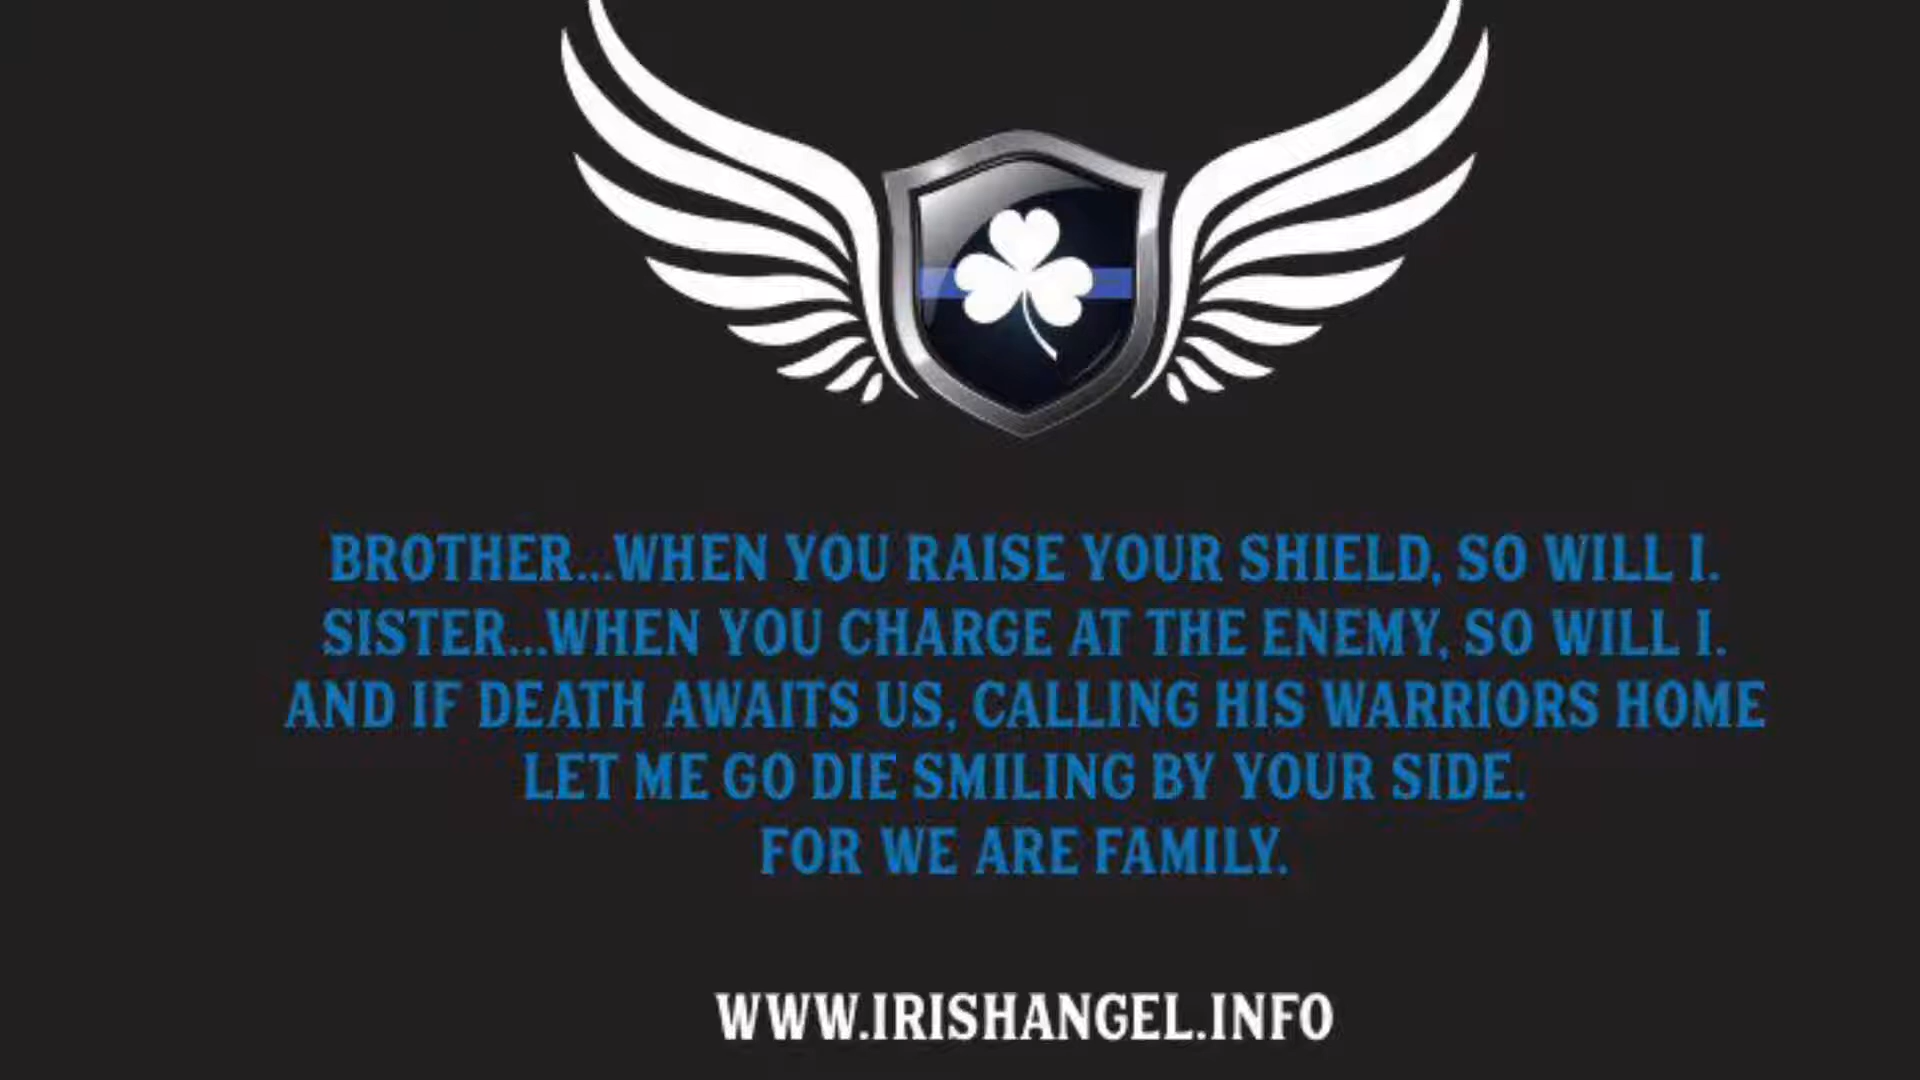 BROTHER...WHEN YOU RAISE YOUR SHIELD, SO WILL I.
SISTER...WHEN YOU CHARGE AT THE ENEMY, SO WILL I.
AND IF DEATH AWAITS US, CALLING HIS WARRIORS HOME
LET ME GO DIE SMILING BY YOUR SIDE.
FOR WE ARE FAMILY.
WWW.IRISHANGEL.INFO